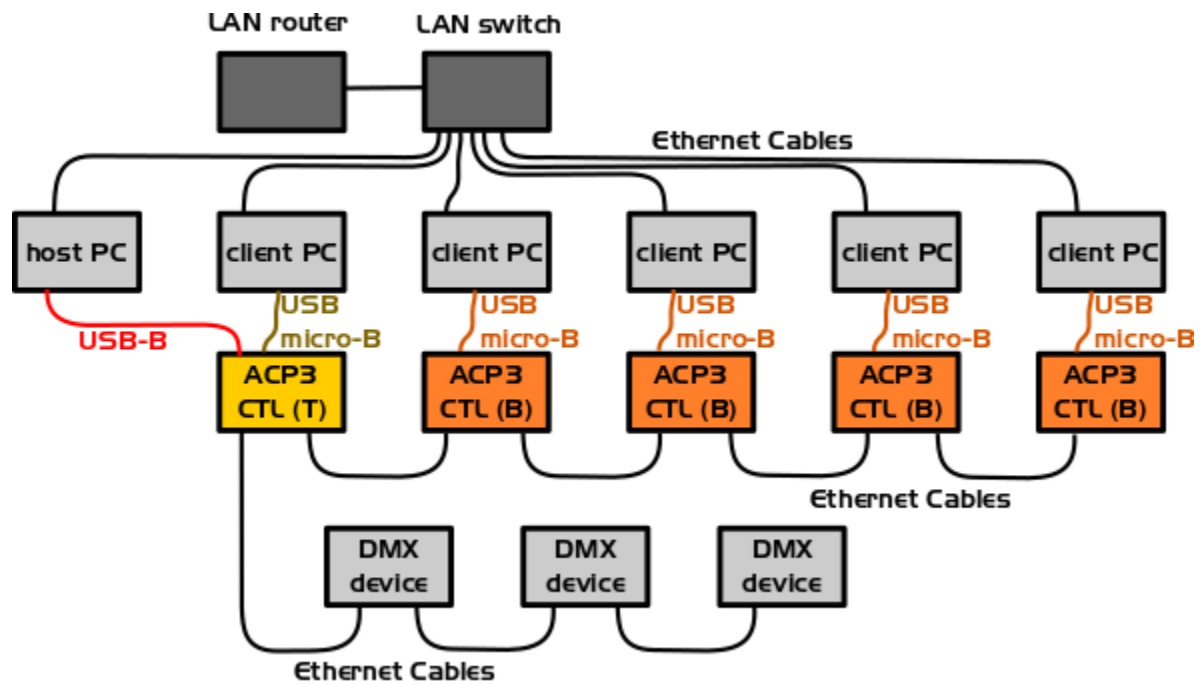 LAN router
LAN switch
Ethernet Cables
host PC
client PC
client PC
client PC
client PC
client PC
USB-B
USB
micro-B
USB
micro-B
USB
micro-B
USB
micro-B
USB
micro-B
ACP3
CTL (T)
ACP3
CTL (B)
ACP3
CTL (B)
ACP3
CTL (B)
ACP3
CTL (B)
Ethernet Cables
DMX
device
DMX
device
DMX
device
Ethernet Cables